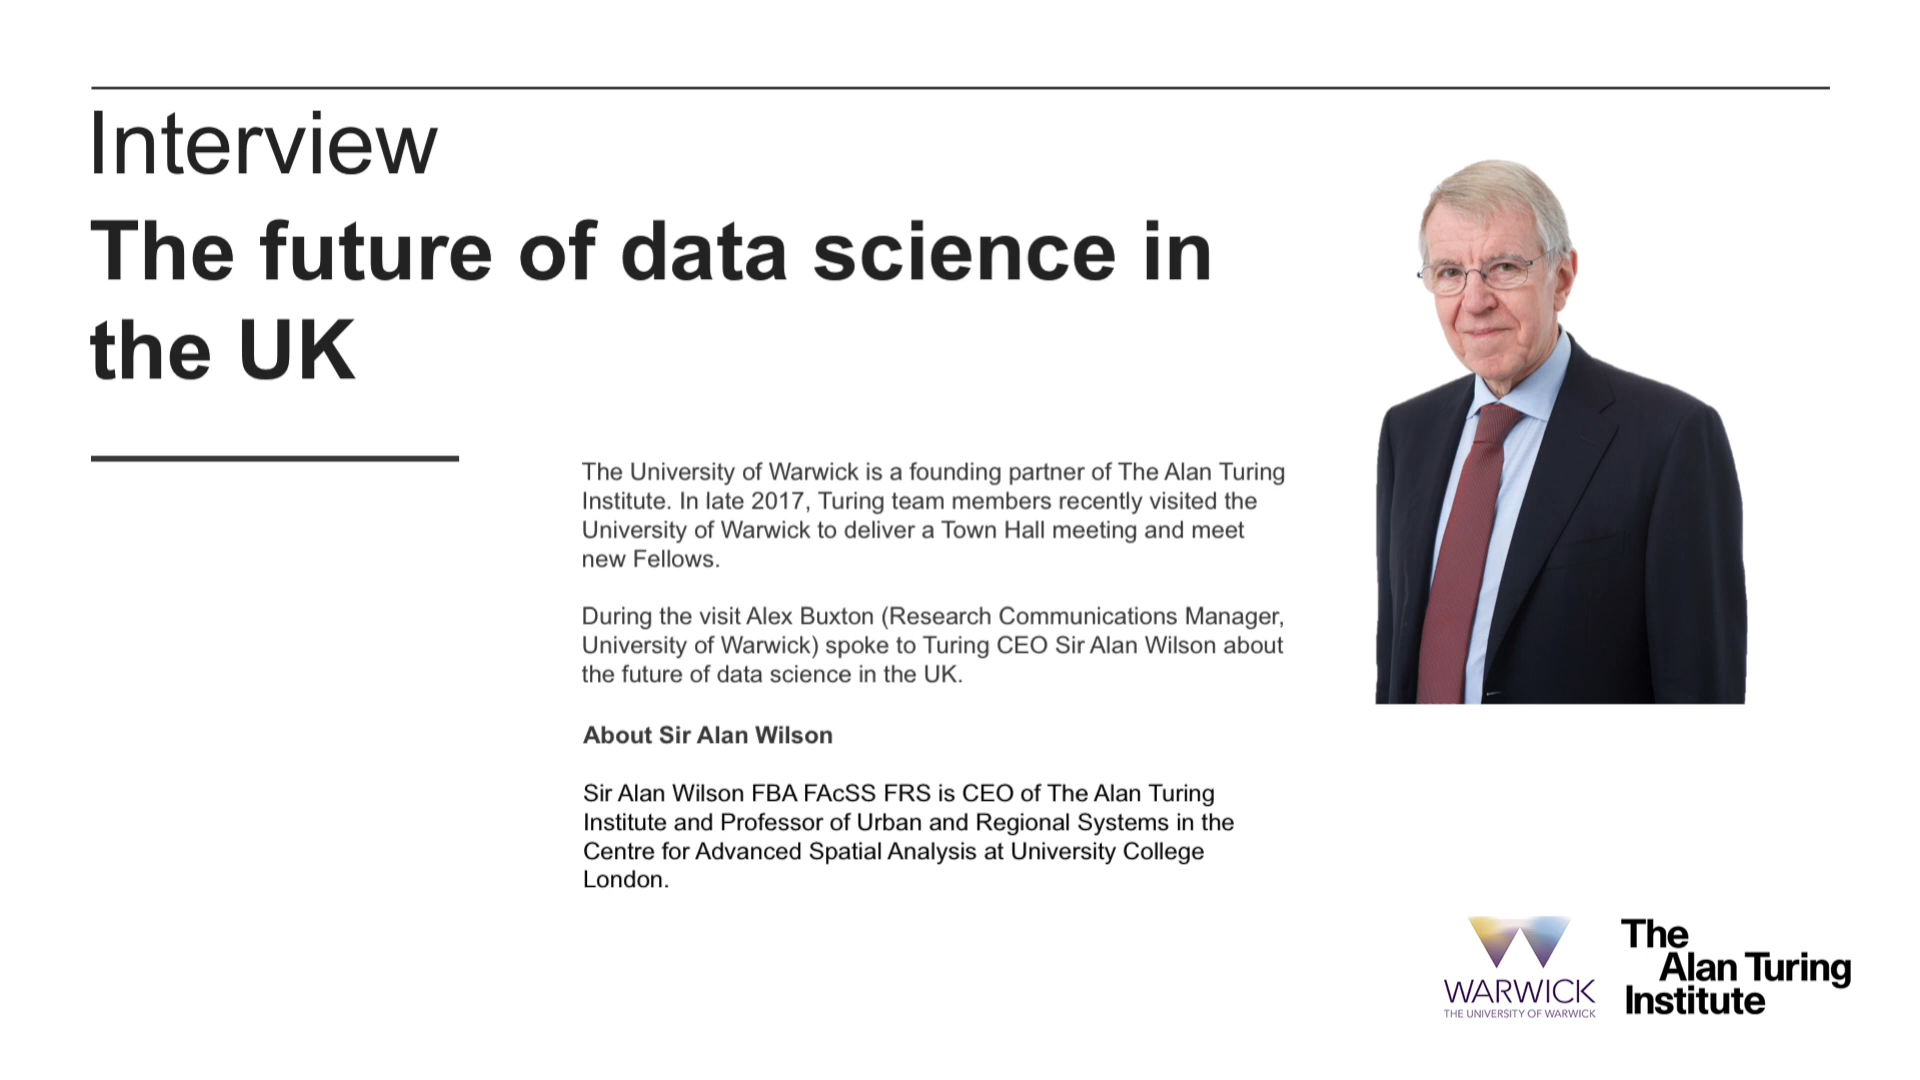 Interview
The future of data science in
the UK
The University of Warwick is a founding partner of The Alan Turing
Institute. In late 2017, Turing team members recently visited the
University of Warwick to deliver a Town Hall meeting and meet
new Fellows.
During the visit Alex Buxton (Research Communications Manager,
University of Warwick) spoke to Turing CEO Sir Alan Wilson about
the future of data science in the UK.
About Sir Alan Wilson
Sir Alan Wilson FBA FAcSS FRS is CEO of The Alan Turing
Institute and Professor of Urban and Regional Systems in the
Centre for Advanced Spatial Analysis at University College
London.
WARWICK
THE UNIVERSITY OF WARWICK
The
Alan Turing
Institute